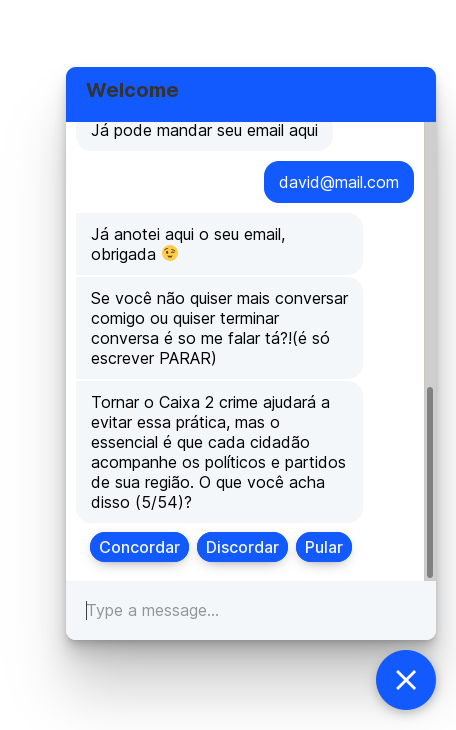 Welcome
Já pode mandar seu email aqui
david@mail.com
Já anotei aqui o seu email,
obrigada 😉
Se você não quiser mais conversar
comigo ou quiser terminar
conversa é so me falar tá?!(é só
escrever PARAR)
Tornar o Caixa 2 crime ajudará a
evitar essa prática, mas o
essencial é que cada cidadão
acompanhe os políticos e partidos
de sua região. O que você acha
disso (5/54)?
Concordar Discordar Pular
Type a message...